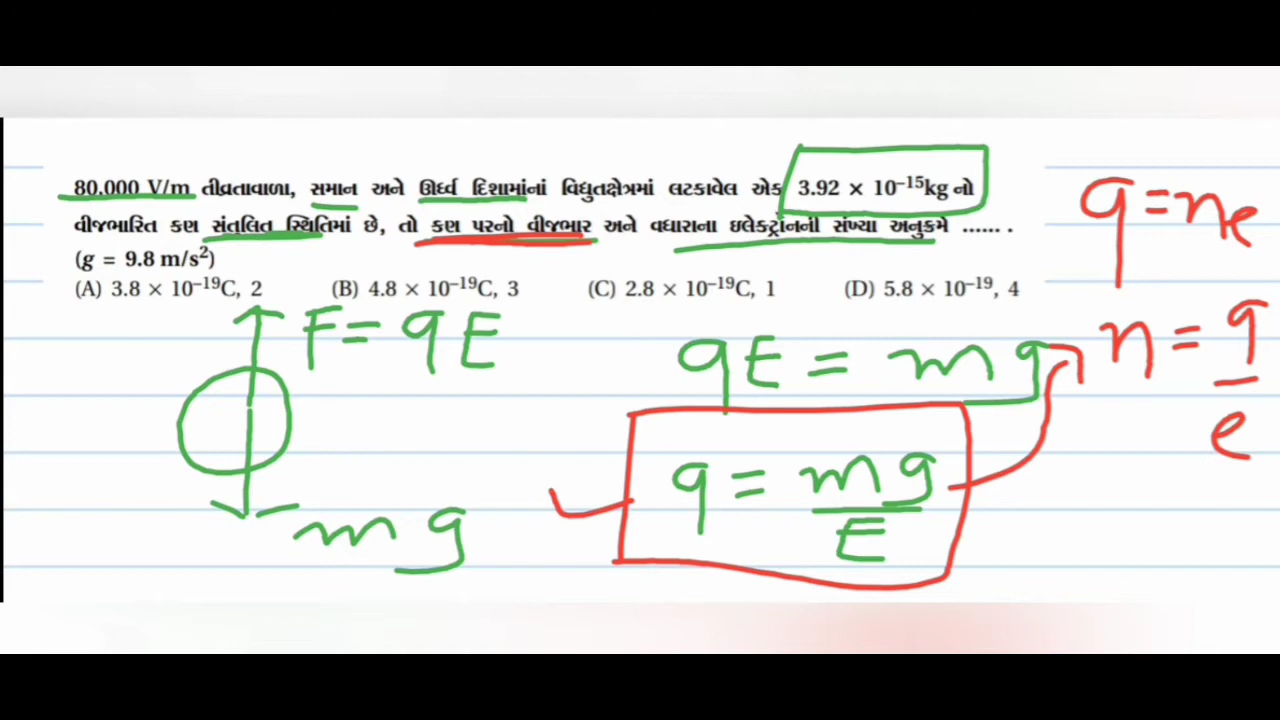 80.000 V/m તીવ્રતાવાળા, સમાન અને ઊર્ધ્વ દિશામાંનાં વિદ્યુતક્ષેત્રમાં લટકાવેલ એક 3.92 × 10⁻¹⁵kg નો
વીજભારિત કણ સંતુલિત સ્થિતિમાં છે, તો કણ પરનો વીજભાર અને વધારાના ઇલેક્ટ્રૉનની સંખ્યા અનુક્રમે ...... .
(g = 9.8 m/s²)
(A) 3.8 × 10⁻¹⁹C, 2 (B) 4.8 × 10⁻¹⁹C, 3 (C) 2.8 × 10⁻¹⁹C, 1 (D) 5.8 × 10⁻¹⁹, 4
F = qE
mg
qE = mg
q = mg/E
q = ne
n = q/e